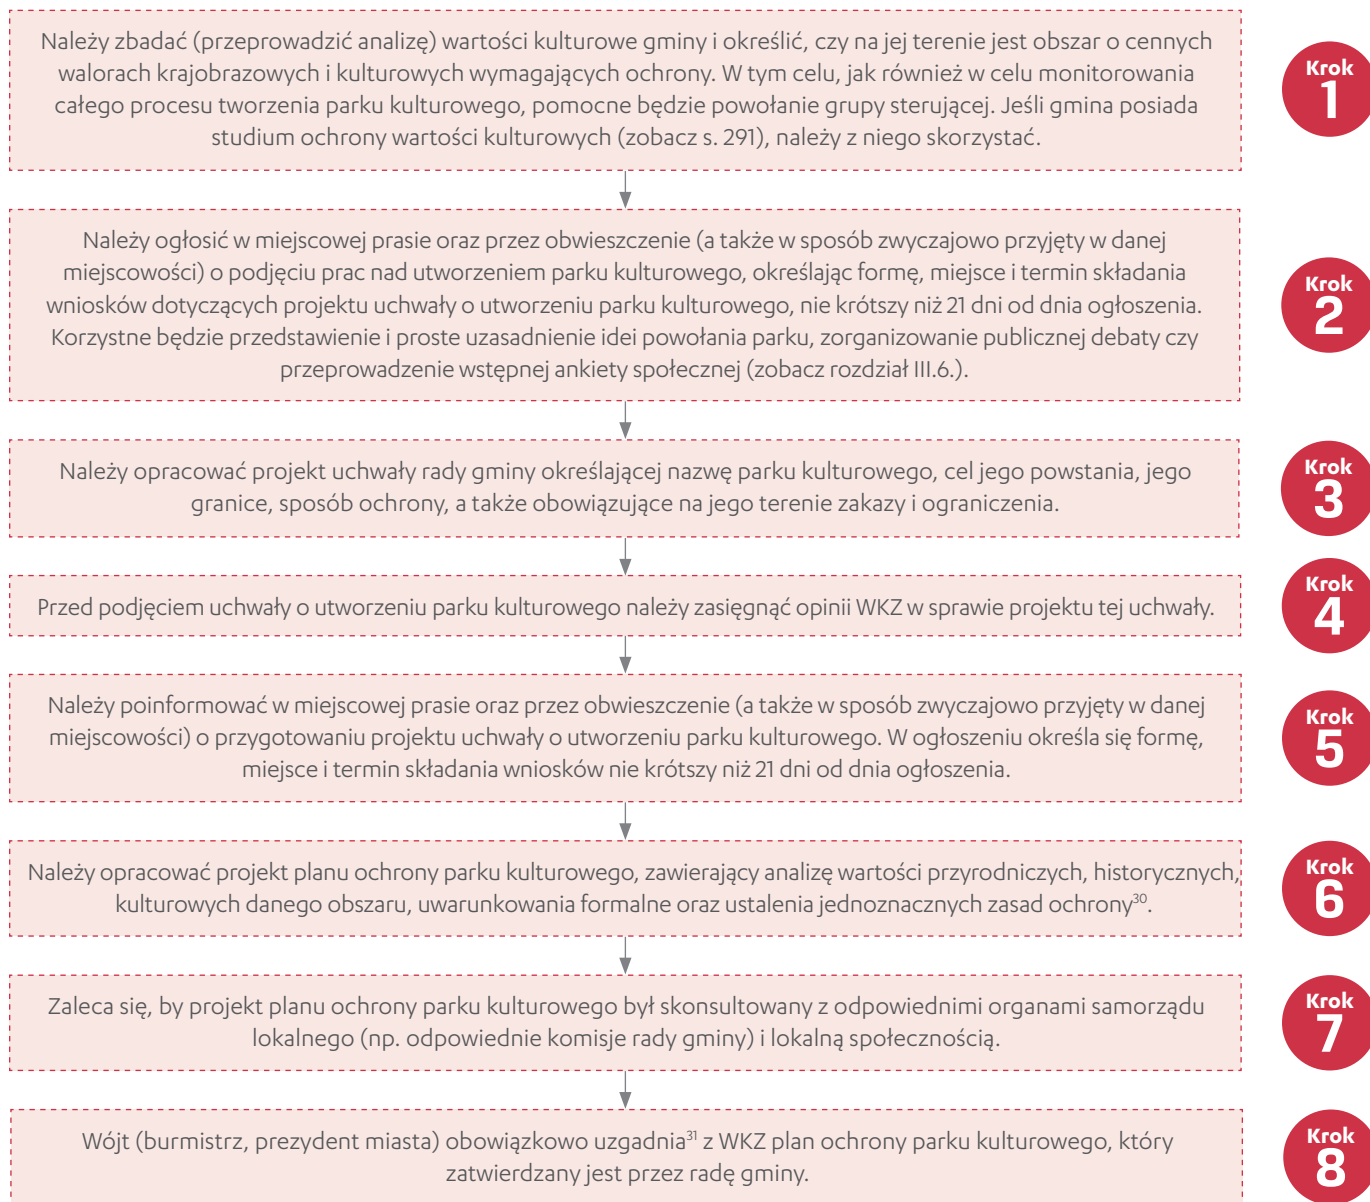 Należy zbadać (przeprowadzić analizę) wartości kulturowe gminy i określić, czy na jej terenie jest obszar o cennych
walorach krajobrazowych i kulturowych wymagających ochrony. W tym celu, jak również w celu monitorowania
całego procesu tworzenia parku kulturowego, pomocne będzie powołanie grupy sterującej. Jeśli gmina posiada
studium ochrony wartości kulturowych (zobacz s. 291), należy z niego skorzystać.
Krok
1
Należy ogłosić w miejscowej prasie oraz przez obwieszczenie (a także w sposób zwyczajowo przyjęty w danej
miejscowości) o podjęciu prac nad utworzeniem parku kulturowego, określając formę, miejsce i termin składania
wniosków dotyczących projektu uchwały o utworzeniu parku kulturowego, nie krótszy niż 21 dni od dnia ogłoszenia.
Korzystne będzie przedstawienie i proste uzasadnienie idei powołania parku, zorganizowanie publicznej debaty czy
przeprowadzenie wstępnej ankiety społecznej (zobacz rozdział III.6.).
Krok
2
Należy opracować projekt uchwały rady gminy określającej nazwę parku kulturowego, cel jego powstania, jego
granice, sposób ochrony, a także obowiązujące na jego terenie zakazy i ograniczenia.
Krok
3
Przed podjęciem uchwały o utworzeniu parku kulturowego należy zasięgnąć opinii WKZ w sprawie projektu tej uchwały.
Krok
4
Należy poinformować w miejscowej prasie oraz przez obwieszczenie (a także w sposób zwyczajowo przyjęty w danej
miejscowości) o przygotowaniu projektu uchwały o utworzeniu parku kulturowego. W ogłoszeniu określa się formę,
miejsce i termin składania wniosków nie krótszy niż 21 dni od dnia ogłoszenia.
Krok
5
Należy opracować projekt planu ochrony parku kulturowego, zawierający analizę wartości przyrodniczych, historycznych,
kulturowych danego obszaru, uwarunkowania formalne oraz ustalenia jednoznacznych zasad ochrony³⁰.
Krok
6
Zaleca się, by projekt planu ochrony parku kulturowego był skonsultowany z odpowiednimi organami samorządu
lokalnego (np. odpowiednie komisje rady gminy) i lokalną społecznością.
Krok
7
Wójt (burmistrz, prezydent miasta) obowiązkowo uzgadnia³¹ z WKZ plan ochrony parku kulturowego, który
zatwierdzany jest przez radę gminy.
Krok
8